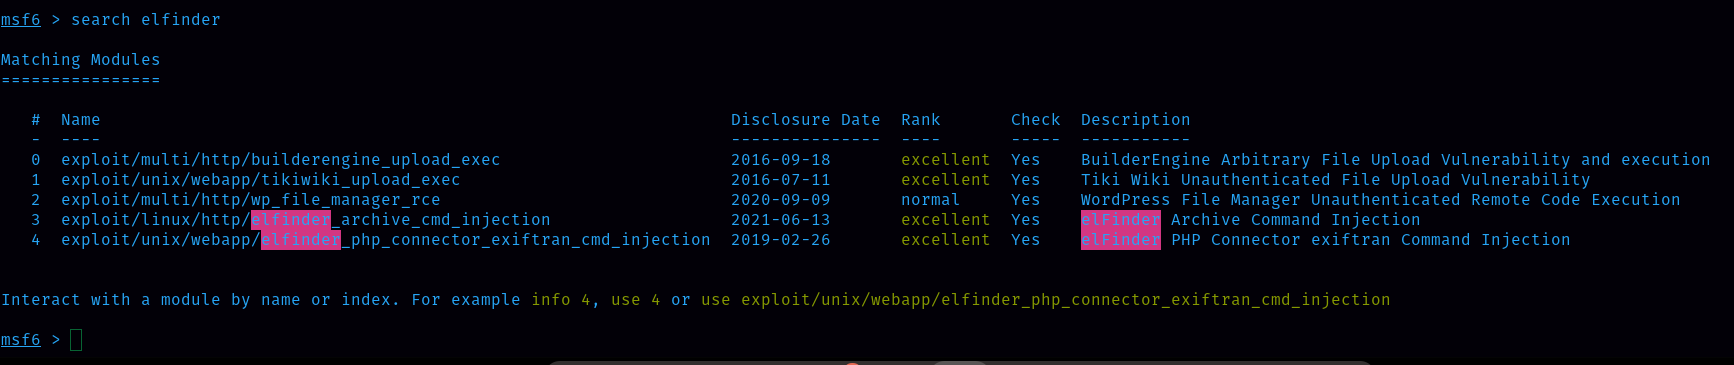 msf6 > search elfinder
Matching Modules
================
# Name Disclosure Date Rank Check Description
- ---- --------------- ---- ----- -----------
0 exploit/multi/http/builderengine_upload_exec 2016-09-18 excellent Yes BuilderEngine Arbitrary File Upload Vulnerability and execution
1 exploit/unix/webapp/tikiwiki_upload_exec 2016-07-11 excellent Yes Tiki Wiki Unauthenticated File Upload Vulnerability
2 exploit/multi/http/wp_file_manager_rce 2020-09-09 normal Yes WordPress File Manager Unauthenticated Remote Code Execution
3 exploit/linux/http/elfinder_archive_cmd_injection 2021-06-13 excellent Yes elFinder Archive Command Injection
4 exploit/unix/webapp/elfinder_php_connector_exiftran_cmd_injection 2019-02-26 excellent Yes elFinder PHP Connector exiftran Command Injection
Interact with a module by name or index. For example info 4, use 4 or use exploit/unix/webapp/elfinder_php_connector_exiftran_cmd_injection
msf6 >